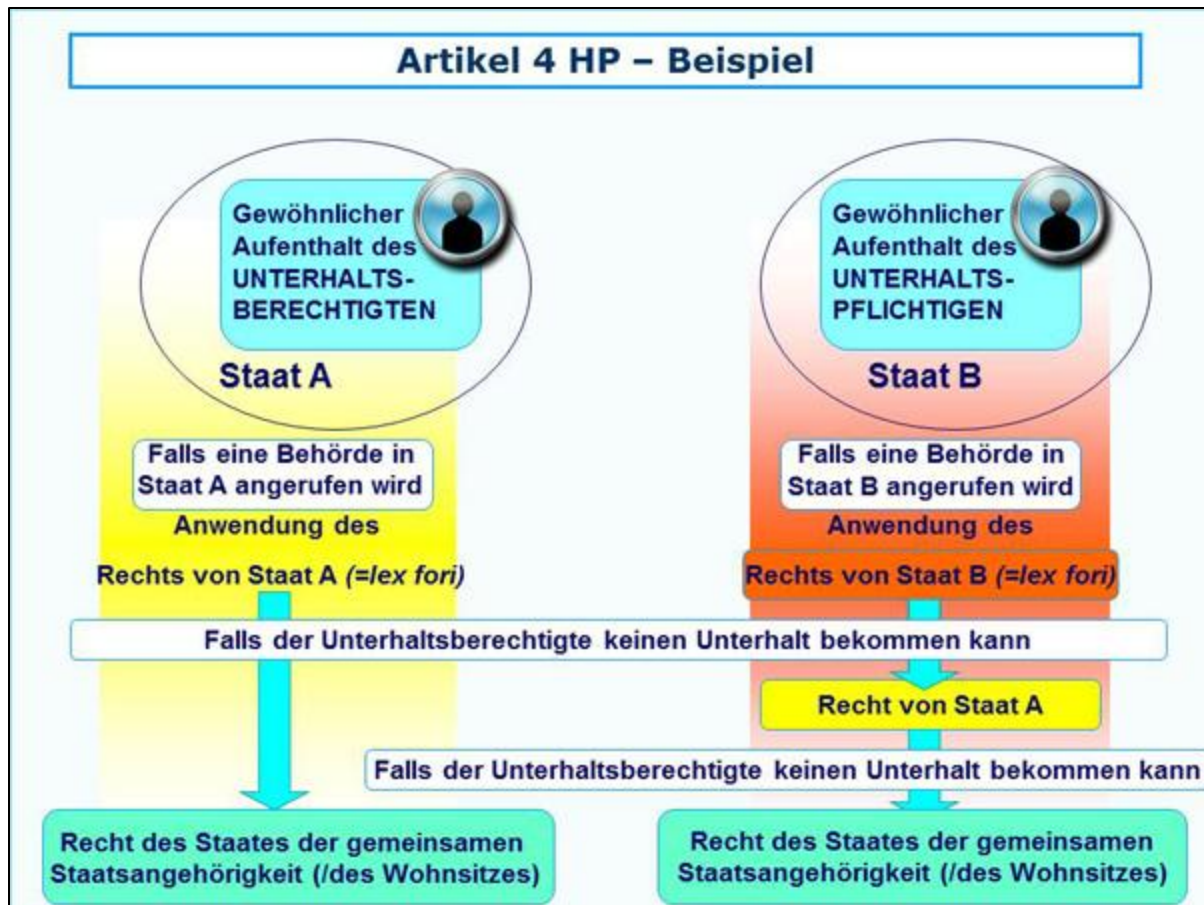 Artikel 4 HP – Beispiel
Gewöhnlicher
Aufenthalt des
UNTERHALTS-
BERECHTIGTEN
Staat A
Falls eine Behörde in
Staat A angerufen wird
Anwendung des
Rechts von Staat A (=lex fori)
Gewöhnlicher
Aufenthalt des
UNTERHALTS-
PFLICHTIGEN
Staat B
Falls eine Behörde in
Staat B angerufen wird
Anwendung des
Rechts von Staat B (=lex fori)
Falls der Unterhaltsberechtigte keinen Unterhalt bekommen kann
Recht von Staat A
Falls der Unterhaltsberechtigte keinen Unterhalt bekommen kann
Recht des Staates der gemeinsamen
Staatsangehörigkeit (/des Wohnsitzes)
Recht des Staates der gemeinsamen
Staatsangehörigkeit (/des Wohnsitzes)